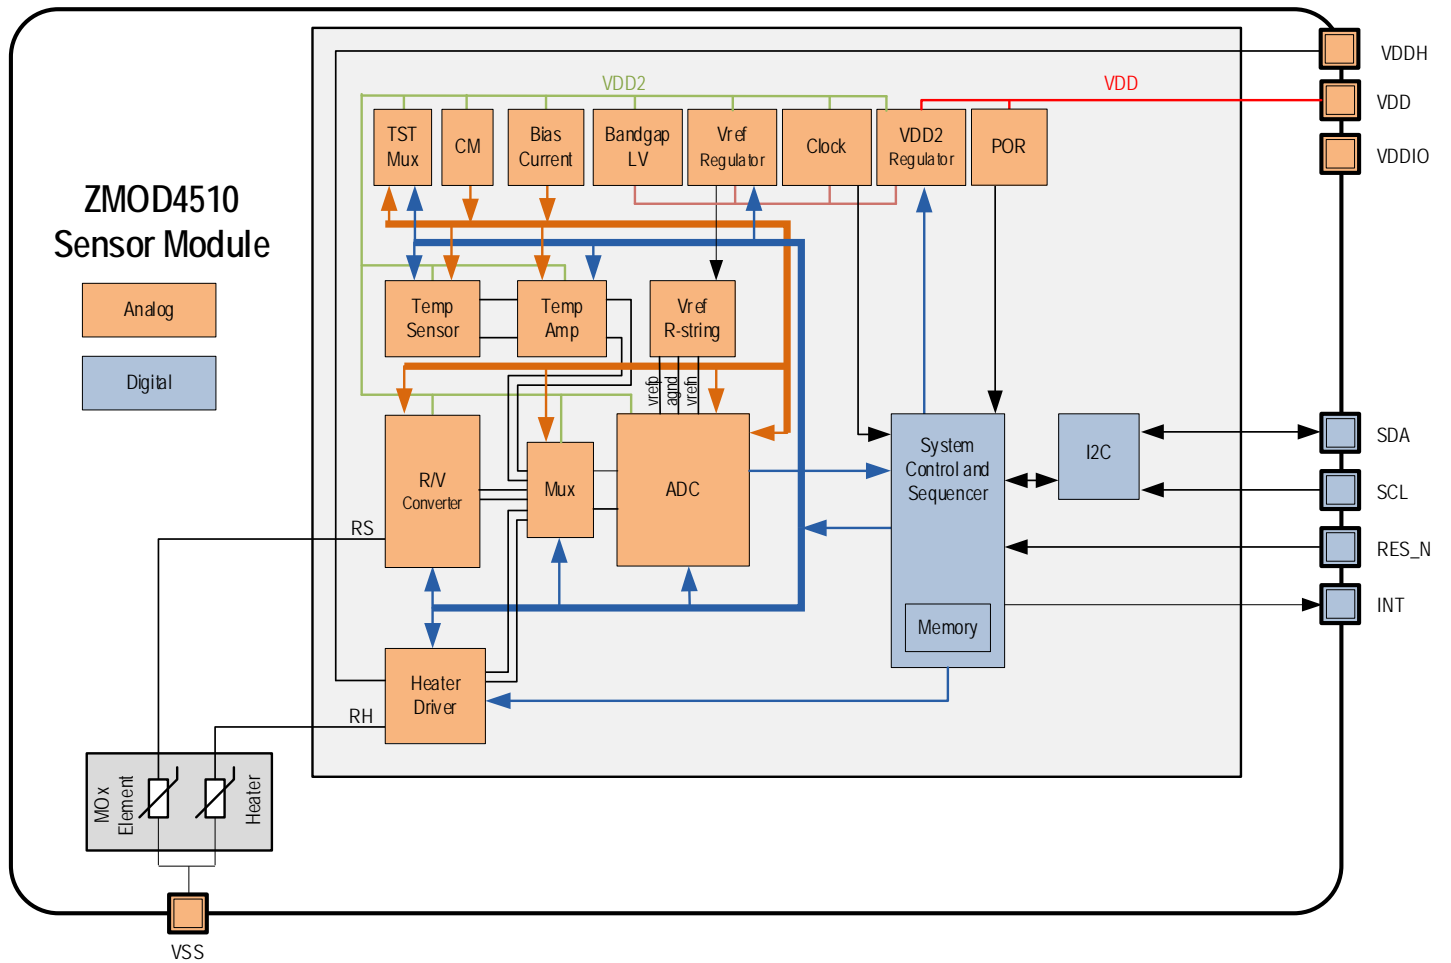 VDDH
VDD2
VDD
VDD
TST
Mux
CM
Bias
Current
Bandgap
LV
Vref
Regulator
Clock
VDD2
Regulator
POR
VDDIO
ZMOD4510
Sensor Module
Analog
Digital
Temp
Sensor
Temp
Amp
Vref
R-string
vrefp
agnd
vrefn
R/V
Converter
Mux
ADC
System
Control and
Sequencer
Memory
I2C
SDA
SCL
RES_N
INT
RS
Heater
Driver
RH
MOx
Element
Heater
VSS